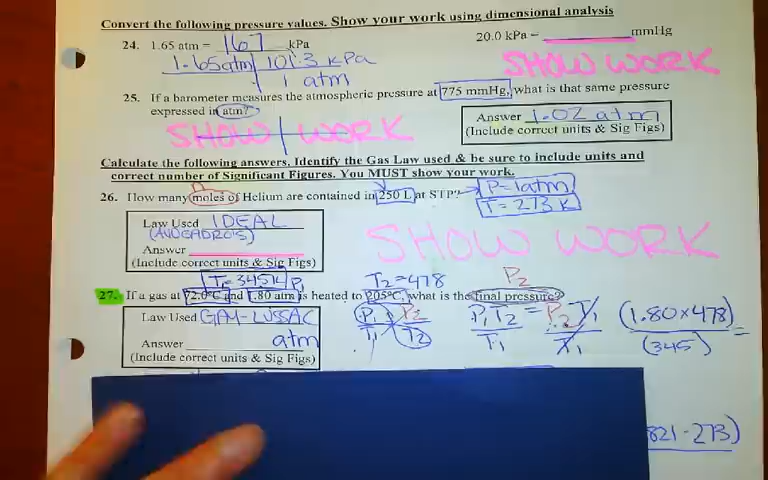 Convert the following pressure values. Show your work using dimensional analysis
24. 1.65 atm = 167 kPa
20.0 kPa = mmHg
1.65atm 101.3 kPa
1 atm
SHOW WORK
25. If a barometer measures the atmospheric pressure at 775 mmHg, what is that same pressure
expressed in atm?
Answer 1.02 atm
(Include correct units & Sig Figs)
SHOW WORK
Calculate the following answers. Identify the Gas Law used & be sure to include units and
correct number of Significant Figures. You MUST show your work.
n
26. How many moles of Helium are contained in 250 L at STP? P=1atm
T=273 K
Law Used IDEAL
(AVOGADRO'S)
Answer
(Include correct units & Sig Figs)
SHOW WORK
T1=345K P1
T2=478
P2
27. If a gas at 72.0°C and 1.80 atm is heated to 205°C, what is the final pressure?
Law Used GAY-LUSSAC
Answer atm
(Include correct units & Sig Figs)
P1 P2
T1 T2
P1T2 = P2 T1
T1 T1
(1.80x478) =
(345)
821-273)